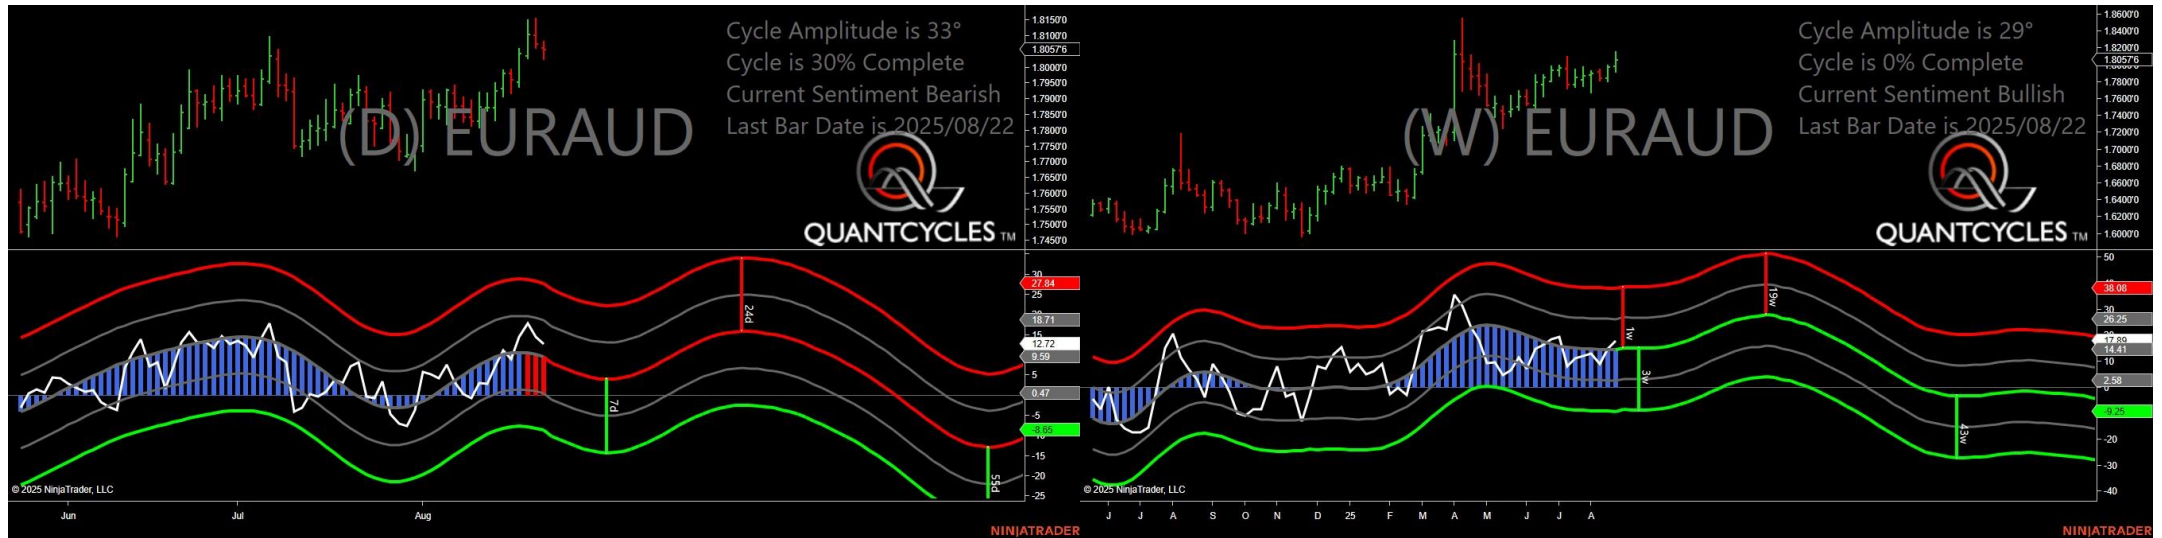 Cycle Amplitude is 33°
Cycle is 30% Complete
Current Sentiment Bearish
Last Bar Date is 2025/08/22
(D) EURAUD
QUANTCYCLES TM
1.8150'0
1.8100'0
1.8057'6
1.8000'0
1.7950'0
1.7900'0
1.7850'0
1.7800'0
1.7750'0
1.7700'0
1.7650'0
1.7600'0
1.7550'0
1.7500'0
1.7450'0
30
27.84
25
18.71
15
12.72
9.59
5
0.47
-5
-8.65
-15
-20
-25
24d
7d
55d
© 2025 NinjaTrader, LLC
Jun
Jul
Aug
NINJATRADER
Cycle Amplitude is 29°
Cycle is 0% Complete
Current Sentiment Bullish
Last Bar Date is 2025/08/22
(W) EURAUD
QUANTCYCLES TM
1.8600'0
1.8400'0
1.8200'0
1.8057'6
1.7800'0
1.7600'0
1.7400'0
1.7200'0
1.7000'0
1.6800'0
1.6600'0
1.6400'0
1.6200'0
1.6000'0
50
38.08
30
26.25
17.89
14.41
10
2.58
-9.25
-20
-30
-40
1w
3w
19w
43w
© 2025 NinjaTrader, LLC
J
J
A
S
O
N
D
25
F
M
A
M
J
J
A
NINJATRADER